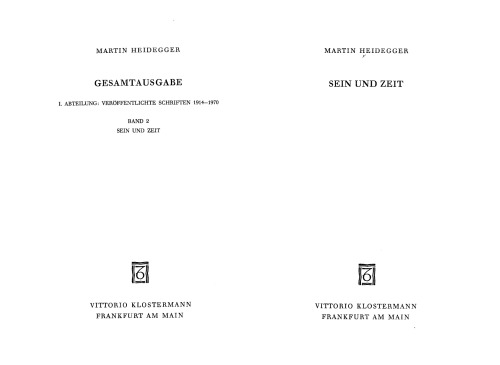 MARTIN HEIDEGGER
GESAMTAUSGABE
I. ABTEILUNG: VERÖFFENTLICHTE SCHRIFTEN 1914–1970
BAND 2
SEIN UND ZEIT
VITTORIO KLOSTERMANN
FRANKFURT AM MAIN
MARTIN HEIDEGGER
SEIN UND ZEIT
VITTORIO KLOSTERMANN
FRANKFURT AM MAIN